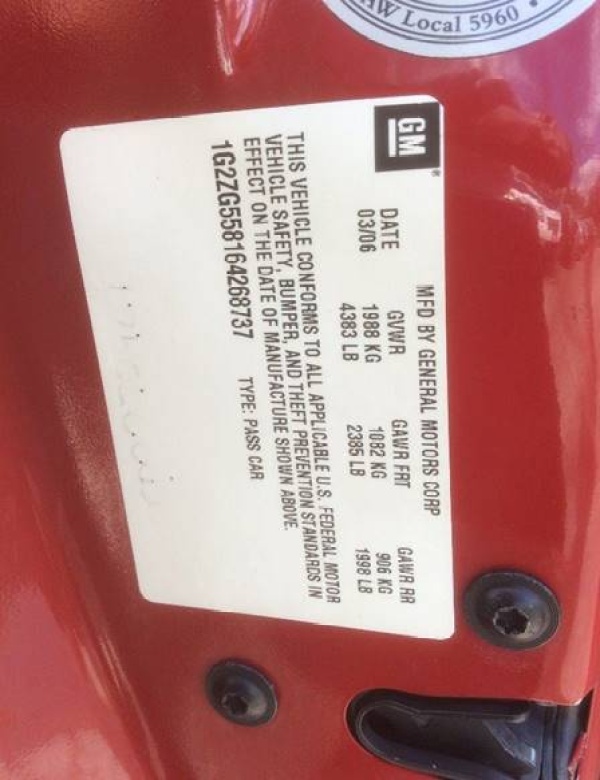 AW Local 5960
GM
MFD BY GENERAL MOTORS CORP
DATE GVWR GAWR FRT GAWR RR
03/06 1988 KG 1082 KG 906 KG
4383 LB 2385 LB 1998 LB
THIS VEHICLE CONFORMS TO ALL APPLICABLE U.S. FEDERAL MOTOR
VEHICLE SAFETY, BUMPER, AND THEFT PREVENTION STANDARDS IN
EFFECT ON THE DATE OF MANUFACTURE SHOWN ABOVE.
1G2ZG558164268737 TYPE: PASS CAR